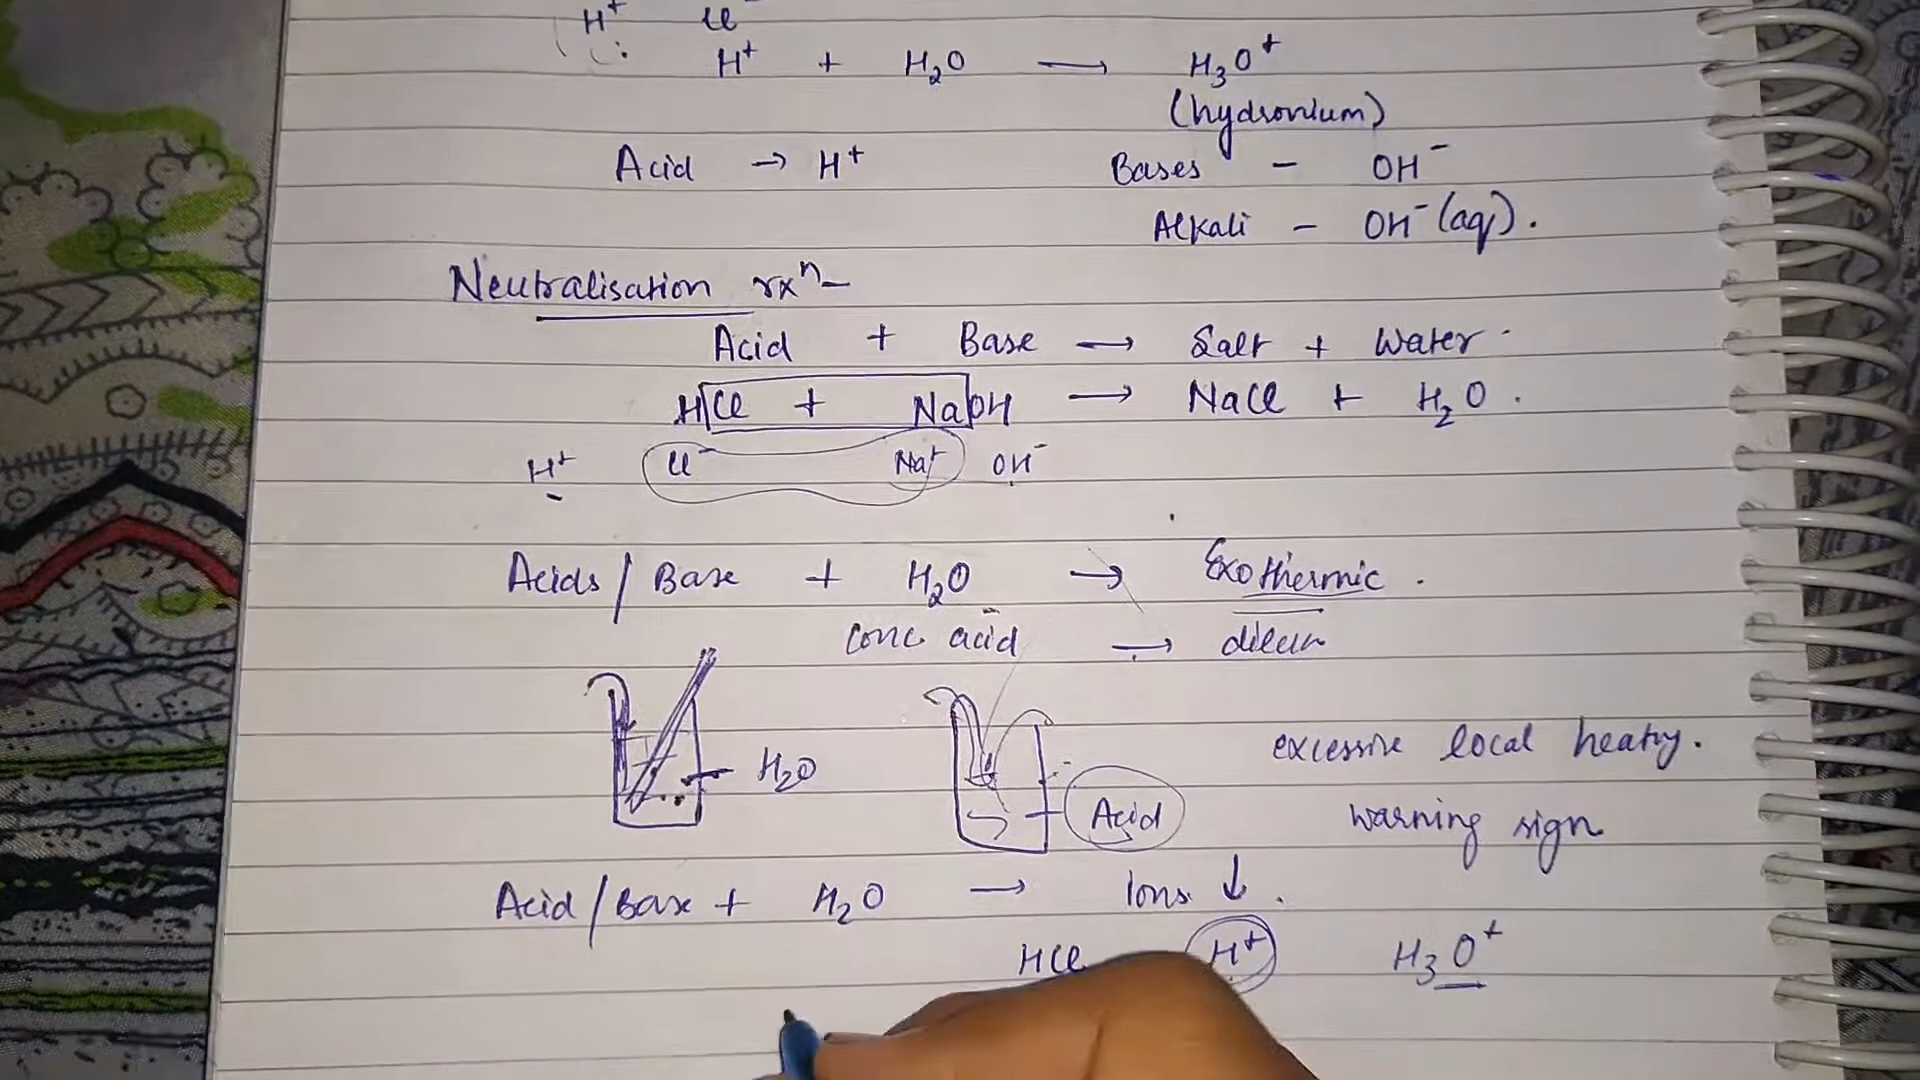 H⁺ Cl⁻
H⁺ + H₂O ⟶ H₃O⁺
(hydronium)
Acid → H⁺ Bases – OH⁻
Alkali – OH⁻(aq).
Neutralisation rxⁿ–
Acid + Base → Salt + Water.
HCl + NaOH → NaCl + H₂O.
H⁺ Cl⁻ Na⁺ OH⁻
Acids / Base + H₂O → Exothermic.
conc acid →
H₂O Acid excessive local heatry.
warning sign
Acid / Base + H₂O → Ions ↓.
HCl H⁺ H₃O⁺